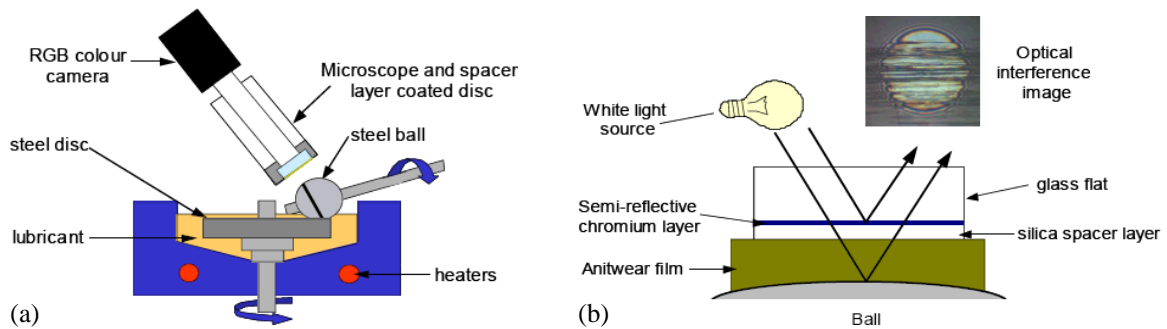 RGB colour
camera
Microscope and spacer
layer coated disc
steel disc
steel ball
lubricant
heaters
(a)
Optical
interference
image
White light
source
glass flat
Semi-reflective
chromium layer
silica spacer layer
Anitwear film
Ball
(b)